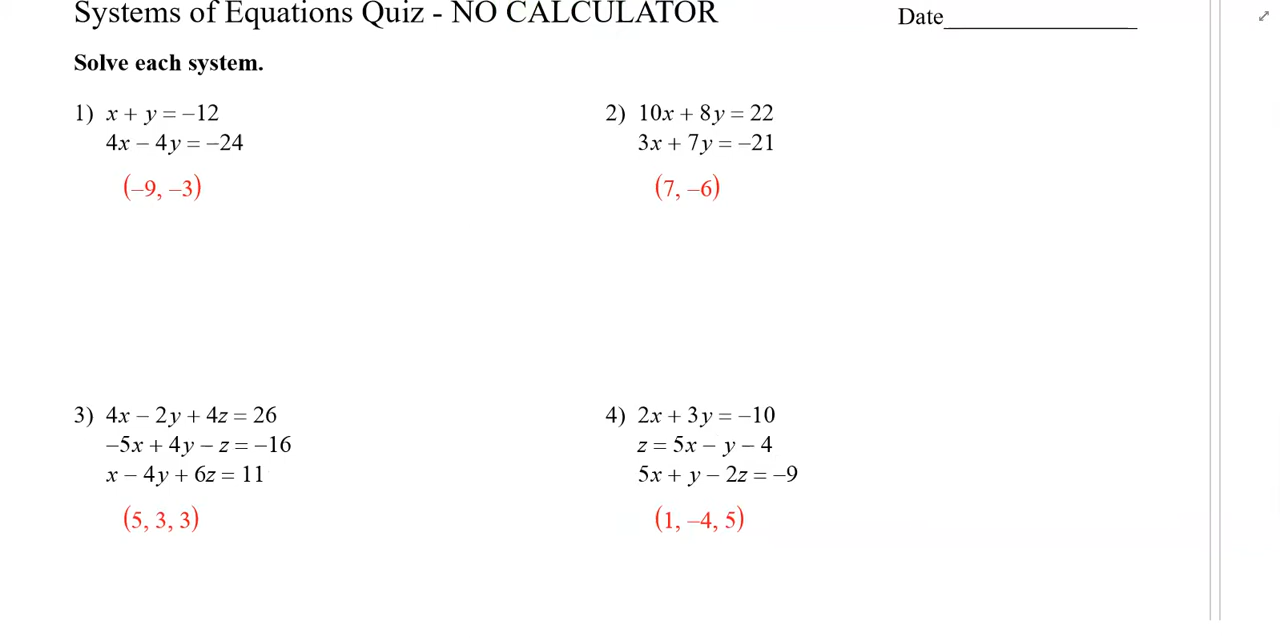 Systems of Equations Quiz - NO CALCULATOR
Date________________
Solve each system.
1) x + y = –12
4x – 4y = –24
(–9, –3)
2) 10x + 8y = 22
3x + 7y = –21
(7, –6)
3) 4x – 2y + 4z = 26
–5x + 4y – z = –16
x – 4y + 6z = 11
(5, 3, 3)
4) 2x + 3y = –10
z = 5x – y – 4
5x + y – 2z = –9
(1, –4, 5)